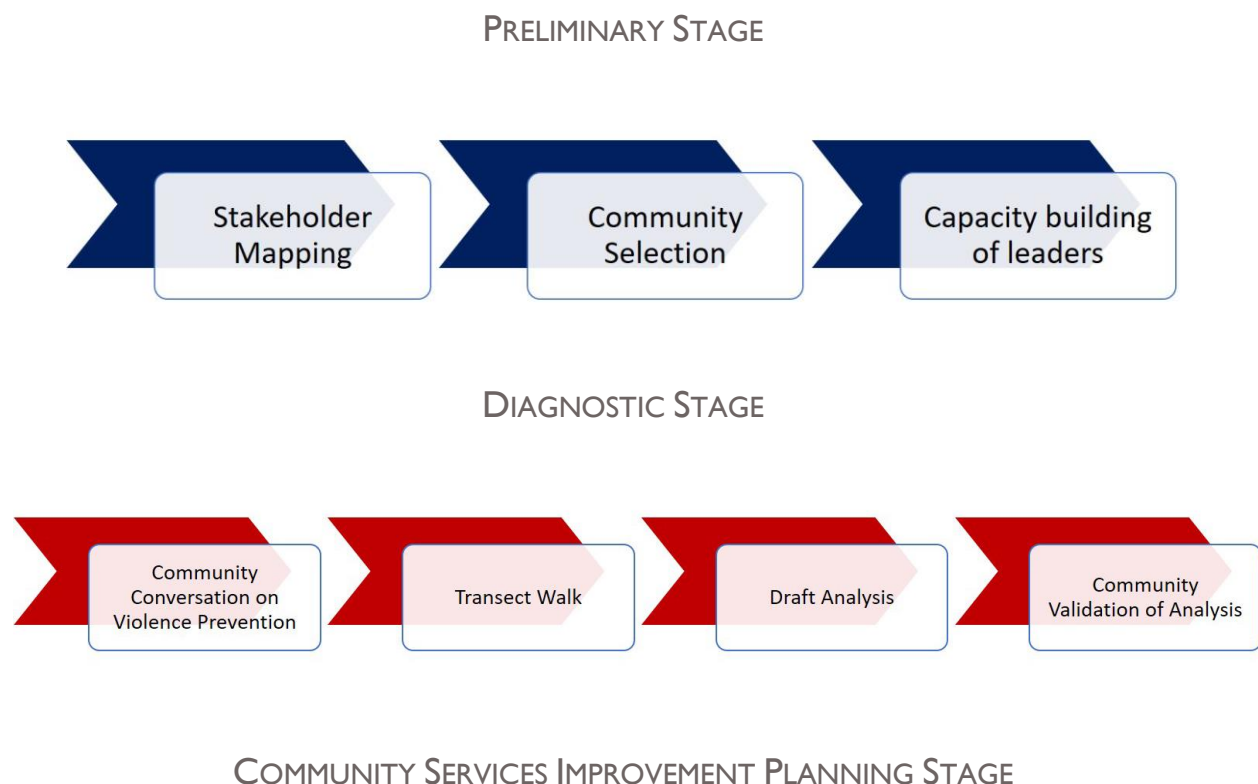 PRELIMINARY STAGE
Stakeholder
Mapping
Community
Selection
Capacity building
of leaders
DIAGNOSTIC STAGE
Community
Conversation on
Violence Prevention
Transect Walk
Draft Analysis
Community
Validation of Analysis
COMMUNITY SERVICES IMPROVEMENT PLANNING STAGE